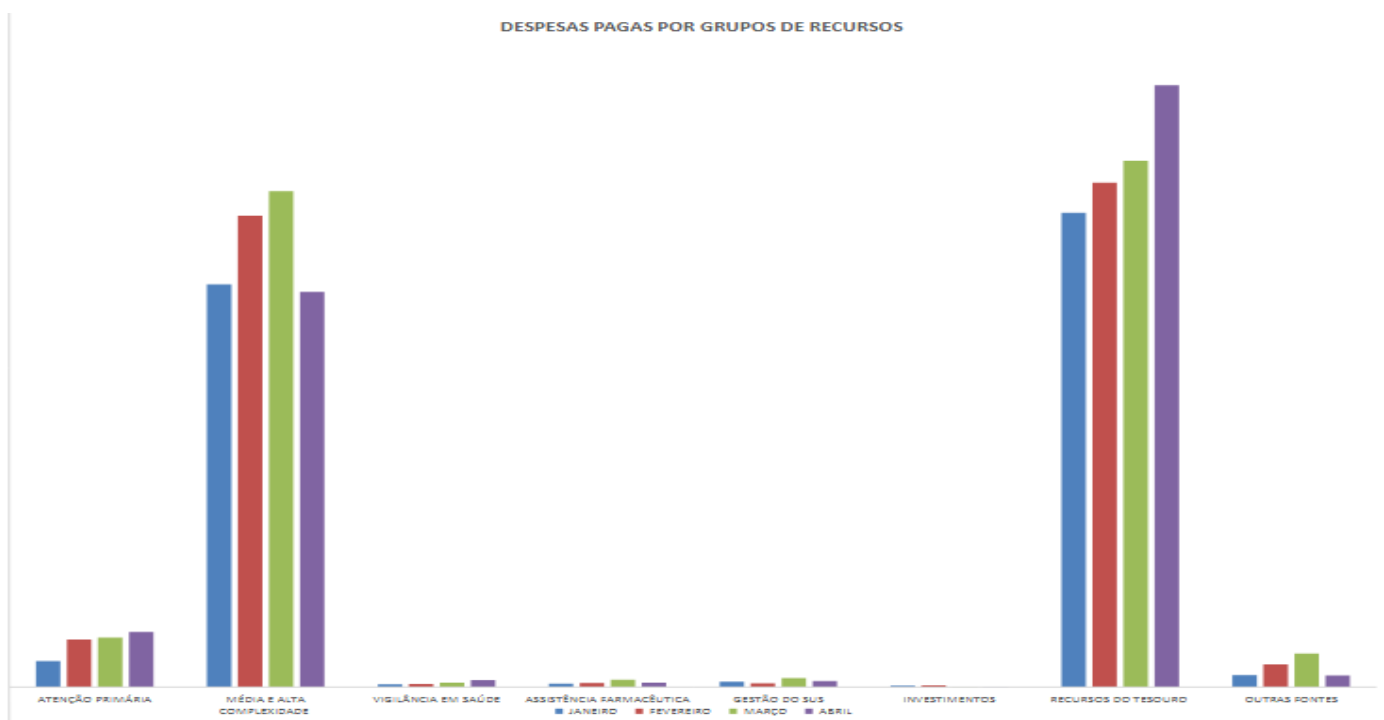 DESPESAS PAGAS POR GRUPOS DE RECURSOS
ATENÇÃO PRIMÁRIA
MÉDIA E ALTA
COMPLEXIDADE
VIGILÂNCIA EM SAÚDE
ASSISTÊNCIA FARMACÊUTICA
GESTÃO DO SUS
INVESTIMENTOS
RECURSOS DO TESOURO
OUTRAS FONTES
JANEIRO FEVEREIRO MARÇO ABRIL